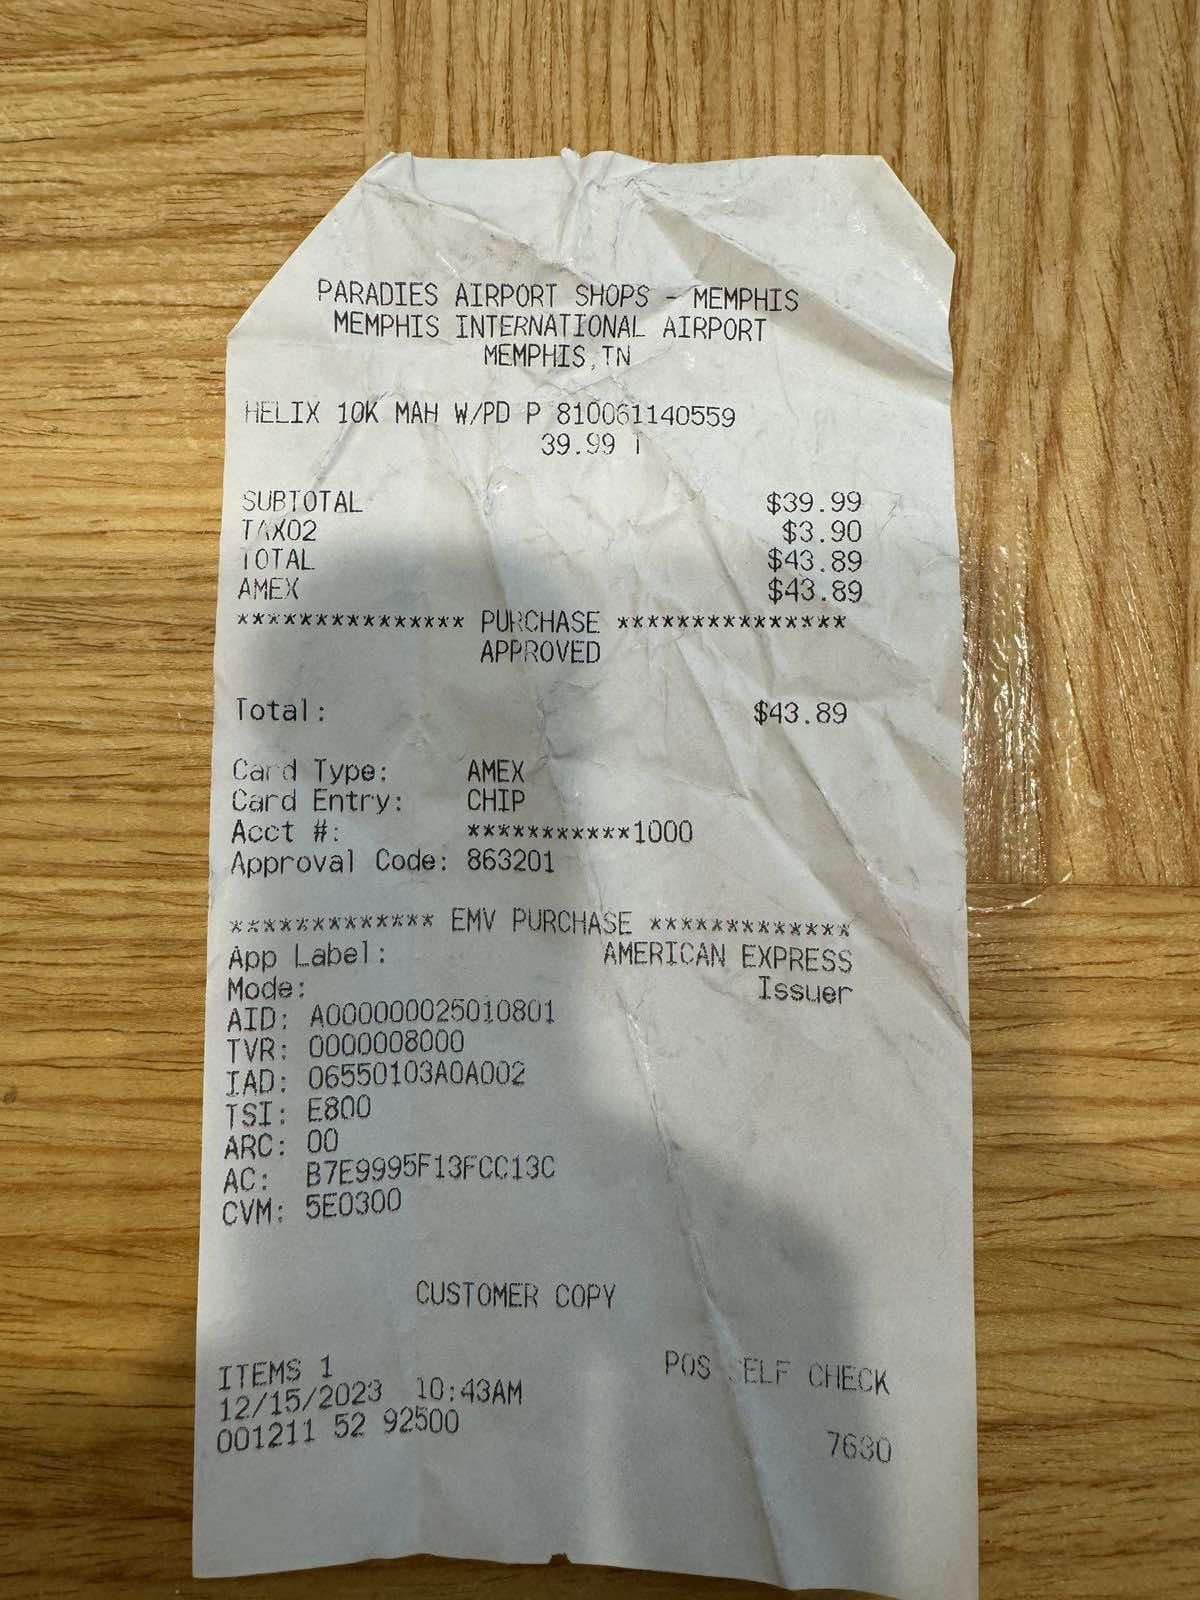 PARADIES AIRPORT SHOPS - MEMPHIS
MEMPHIS INTERNATIONAL AIRPORT
MEMPHIS,TN
HELIX 10K MAH W/PD P 810061140559
39.99 T
SUBTOTAL $39.99
TAX02 $3.90
TOTAL $43.89
AMEX $43.89
*************** PURCHASE ***************
APPROVED
Total: $43.89
Card Type: AMEX
Card Entry: CHIP
Acct #: ***********1000
Approval Code: 863201
************* EMV PURCHASE *************
App Label: AMERICAN EXPRESS
Mode: Issuer
AID: A000000025010801
TVR: 0000008000
IAD: 06550103A0A002
TSI: E800
ARC: 00
AC: B7E9995F13FCC13C
CVM: 5E0300
CUSTOMER COPY
ITEMS 1 POS SELF CHECK
12/15/2023 10:43AM
001211 52 92500 7630